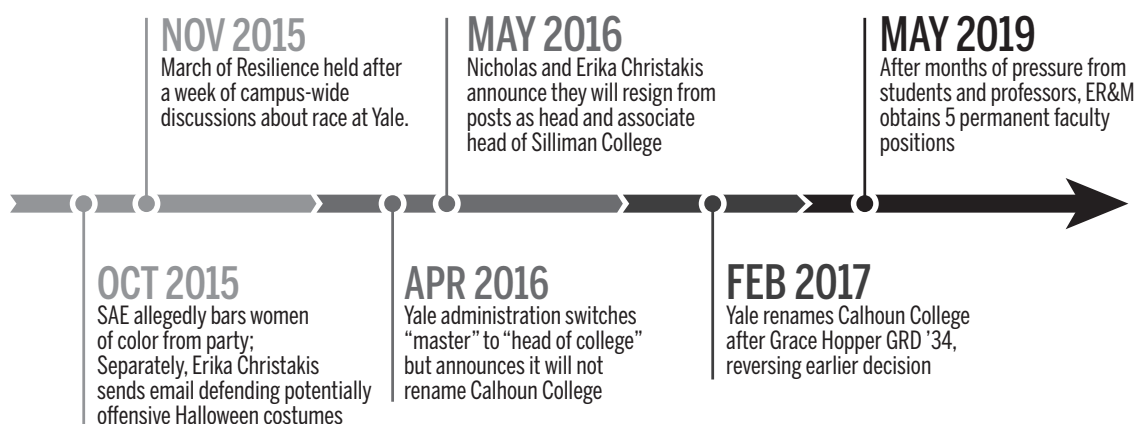 NOV 2015
March of Resilience held after
a week of campus-wide
discussions about race at Yale.
MAY 2016
Nicholas and Erika Christakis
announce they will resign from
posts as head and associate
head of Silliman College
MAY 2019
After months of pressure from
students and professors, ER&M
obtains 5 permanent faculty
positions
OCT 2015
SAE allegedly bars women
of color from party;
Separately, Erika Christakis
sends email defending potentially
offensive Halloween costumes
APR 2016
Yale administration switches
“master” to “head of college”
but announces it will not
rename Calhoun College
FEB 2017
Yale renames Calhoun College
after Grace Hopper GRD ’34,
reversing earlier decision